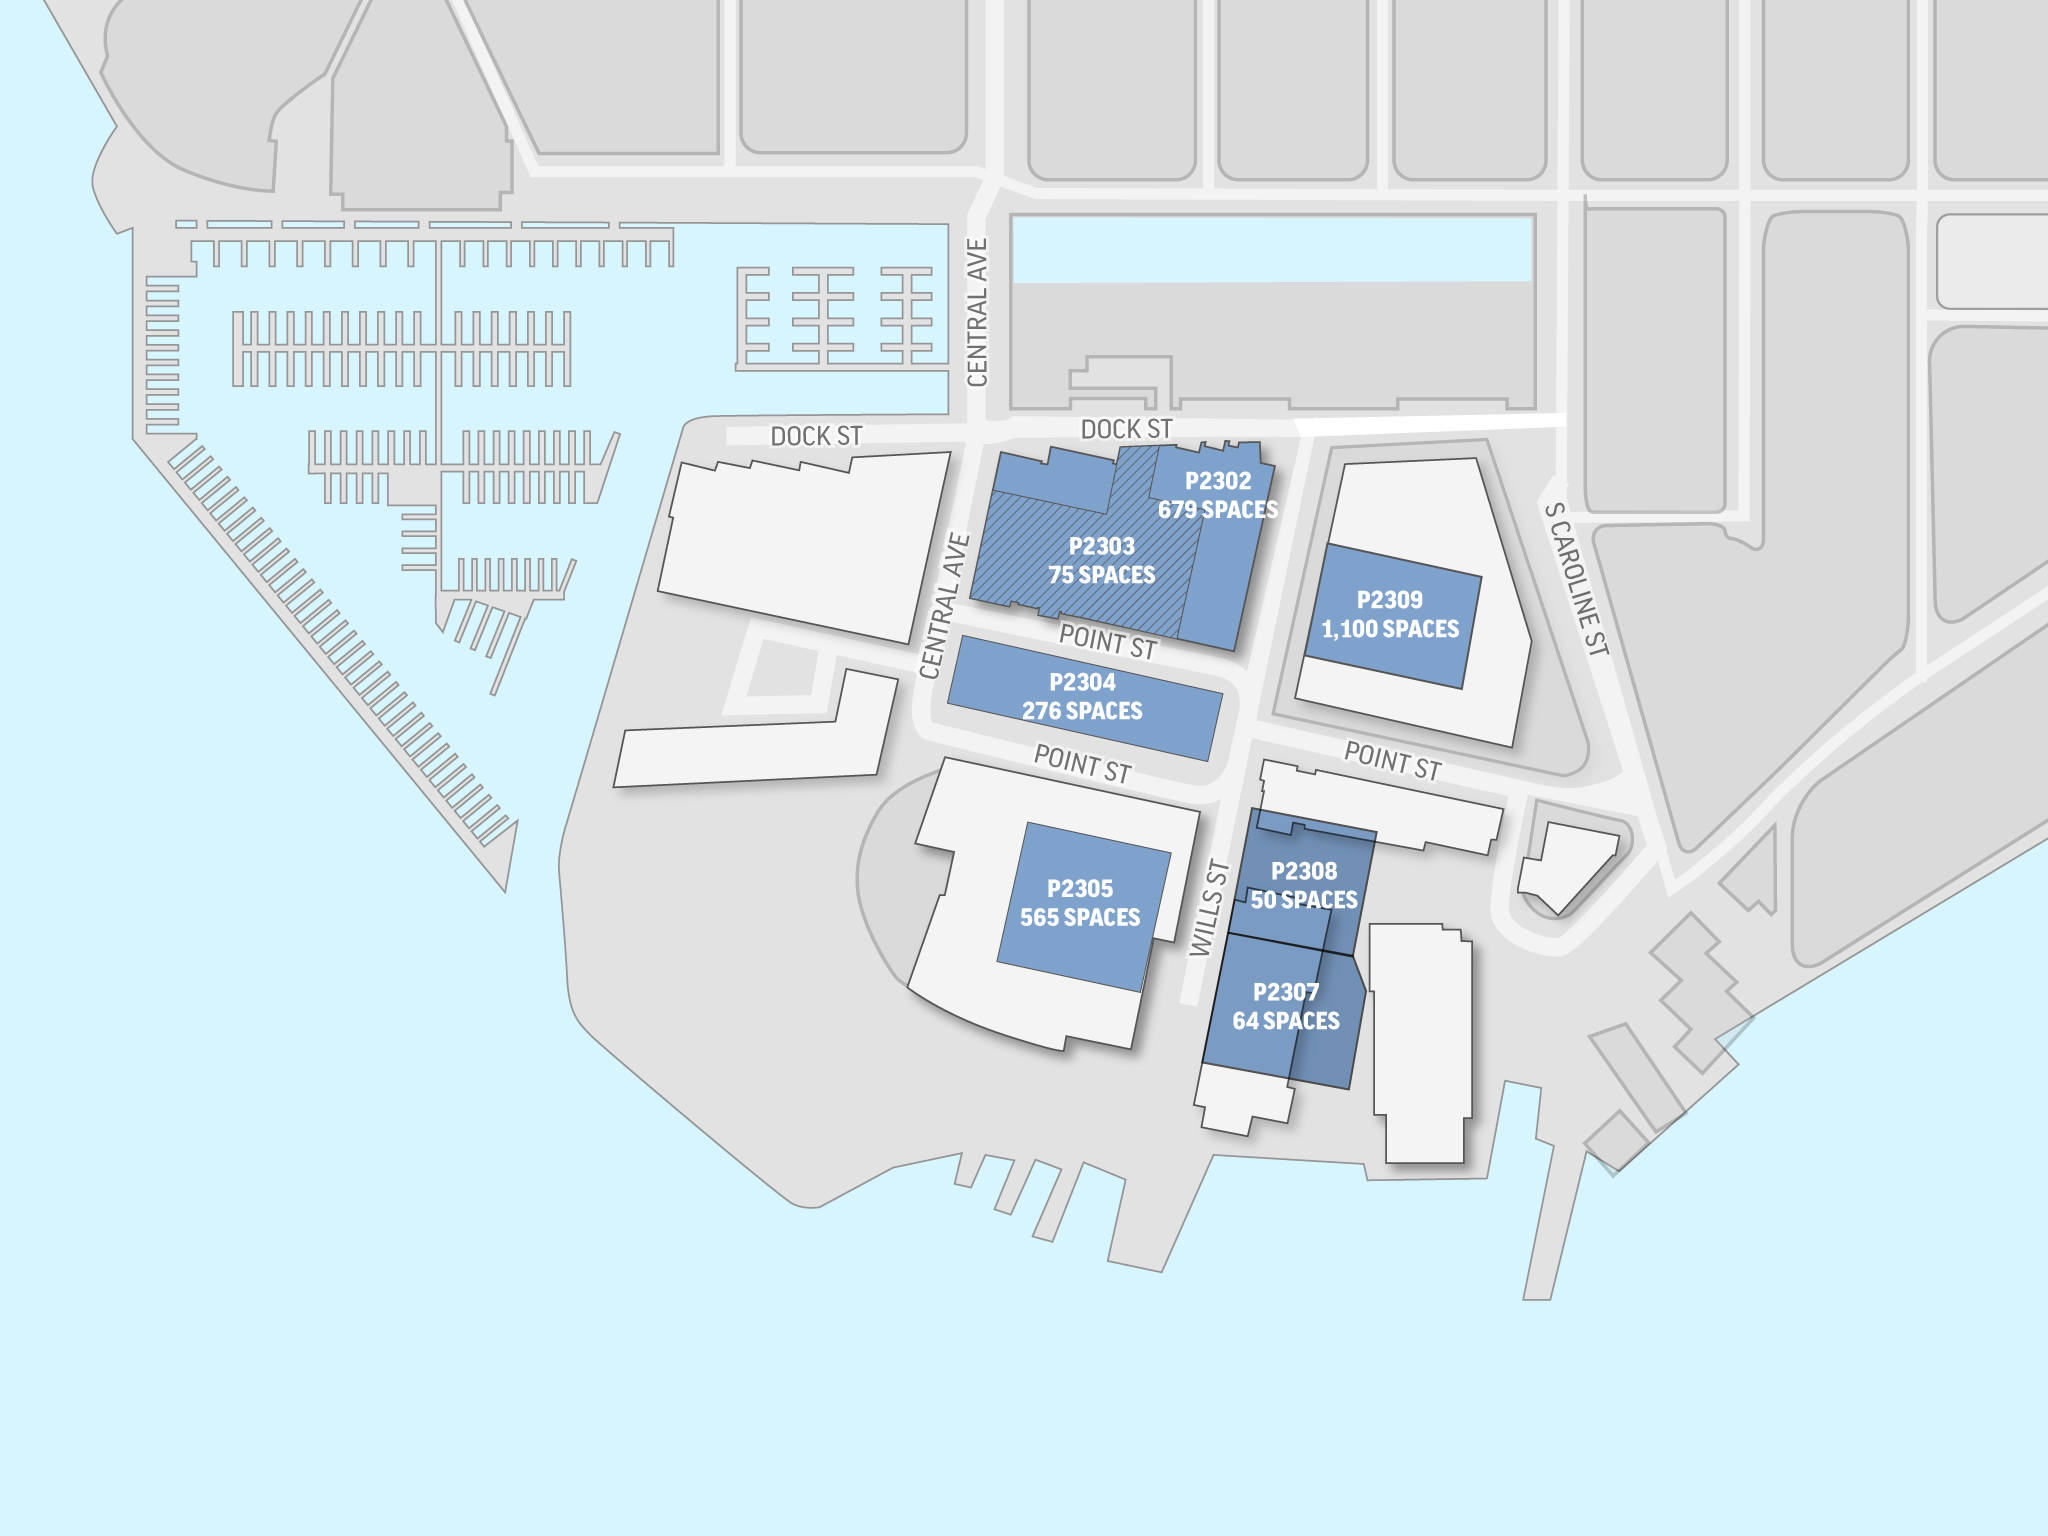 CENTRAL AVE
DOCK ST
DOCK ST
P2302
679 SPACES
P2303
75 SPACES
S CAROLINE ST
CENTRAL AVE
P2309
1,100 SPACES
POINT ST
P2304
276 SPACES
POINT ST
POINT ST
P2305
565 SPACES
WILLS ST
P2308
50 SPACES
P2307
64 SPACES